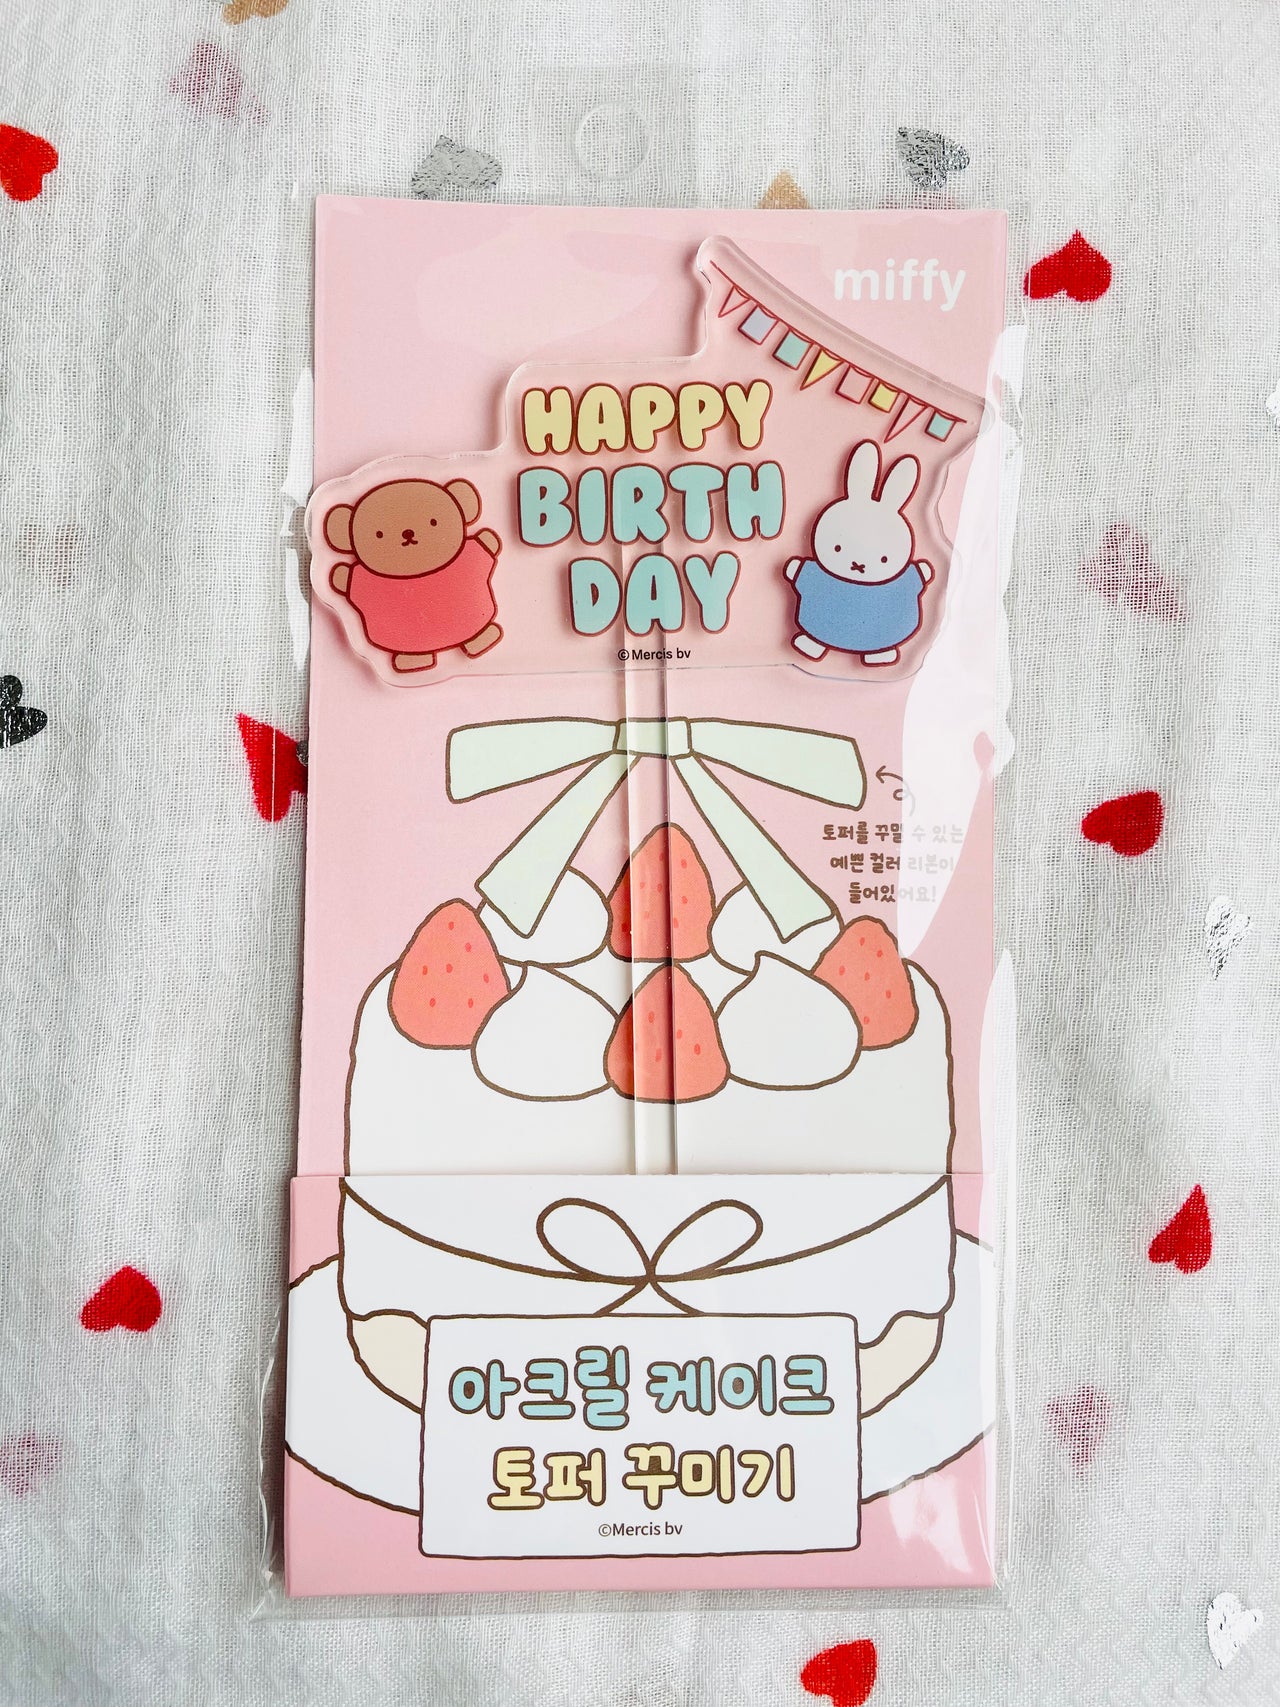 miffy
HAPPY
BIRTH
DAY
©Mercis bv
토퍼를 꾸밀 수 있는
예쁜 컬러 리본이
들어있어요!
아크릴 케이크
토퍼 꾸미기
©Mercis bv